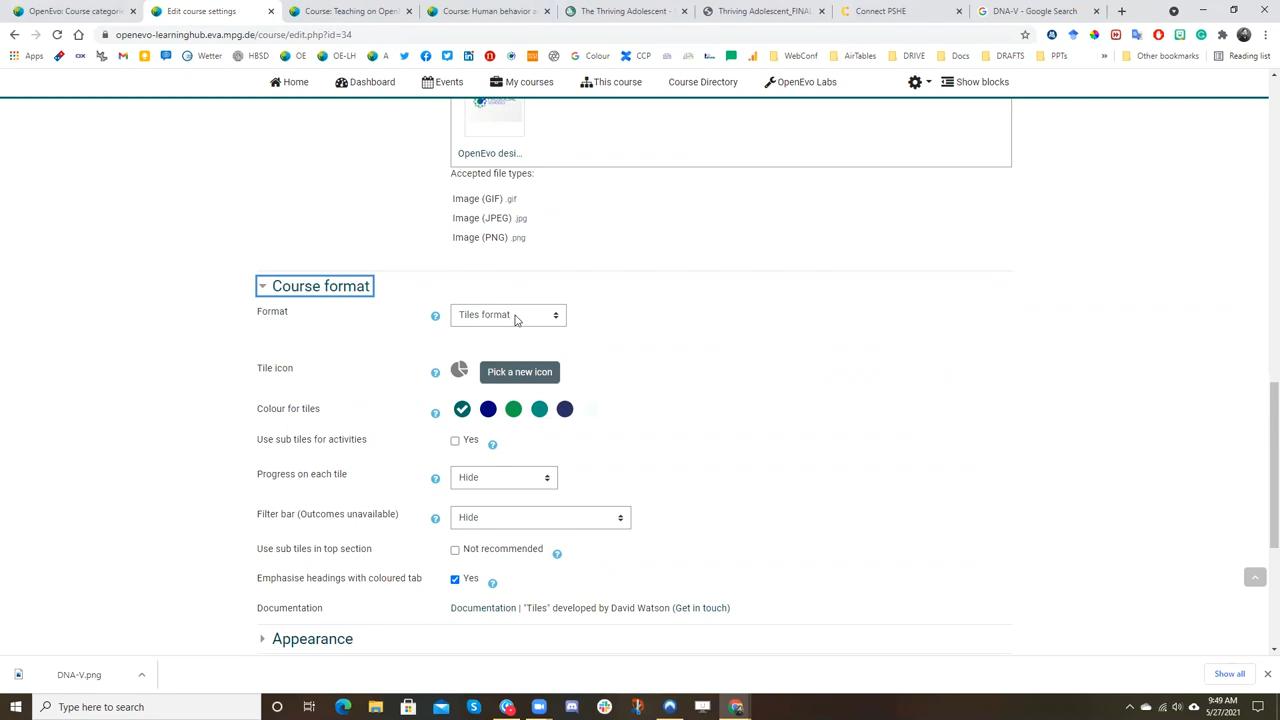 OpenEvo: Course categorie
Edit course settings
Course: Teaching on OpenE
Course: Human behavior an
The Thriving Adolescent -
Thriving Adolescent_FINAL
Connect PSHE
DNA-V - Google Search
openevo-learninghub.eva.mpg.de/course/edit.php?id=34
Apps
OX
OE
OE-LH
A
Wetter
HBSD
Colour
CCP
WebConf
AirTables
DRIVE
Docs
DRAFTS
PPTs
Other bookmarks
Reading list
Home
Dashboard
Events
My courses
This course
Course Directory
OpenEvo Labs
Show blocks
OpenEvo desi...
Accepted file types:
Image (GIF) .gif
Image (JPEG) .jpg
Image (PNG) .png
Course format
Format
Tiles format
Tile icon
Pick a new icon
Colour for tiles
Use sub tiles for activities
Yes
Progress on each tile
Hide
Filter bar (Outcomes unavailable)
Hide
Use sub tiles in top section
Not recommended
Emphasise headings with coloured tab
Yes
Documentation
Documentation | "Tiles" developed by David Watson (Get in touch)
Appearance
DNA-V.png
Show all
Type here to search
9:49 AM
5/27/2021